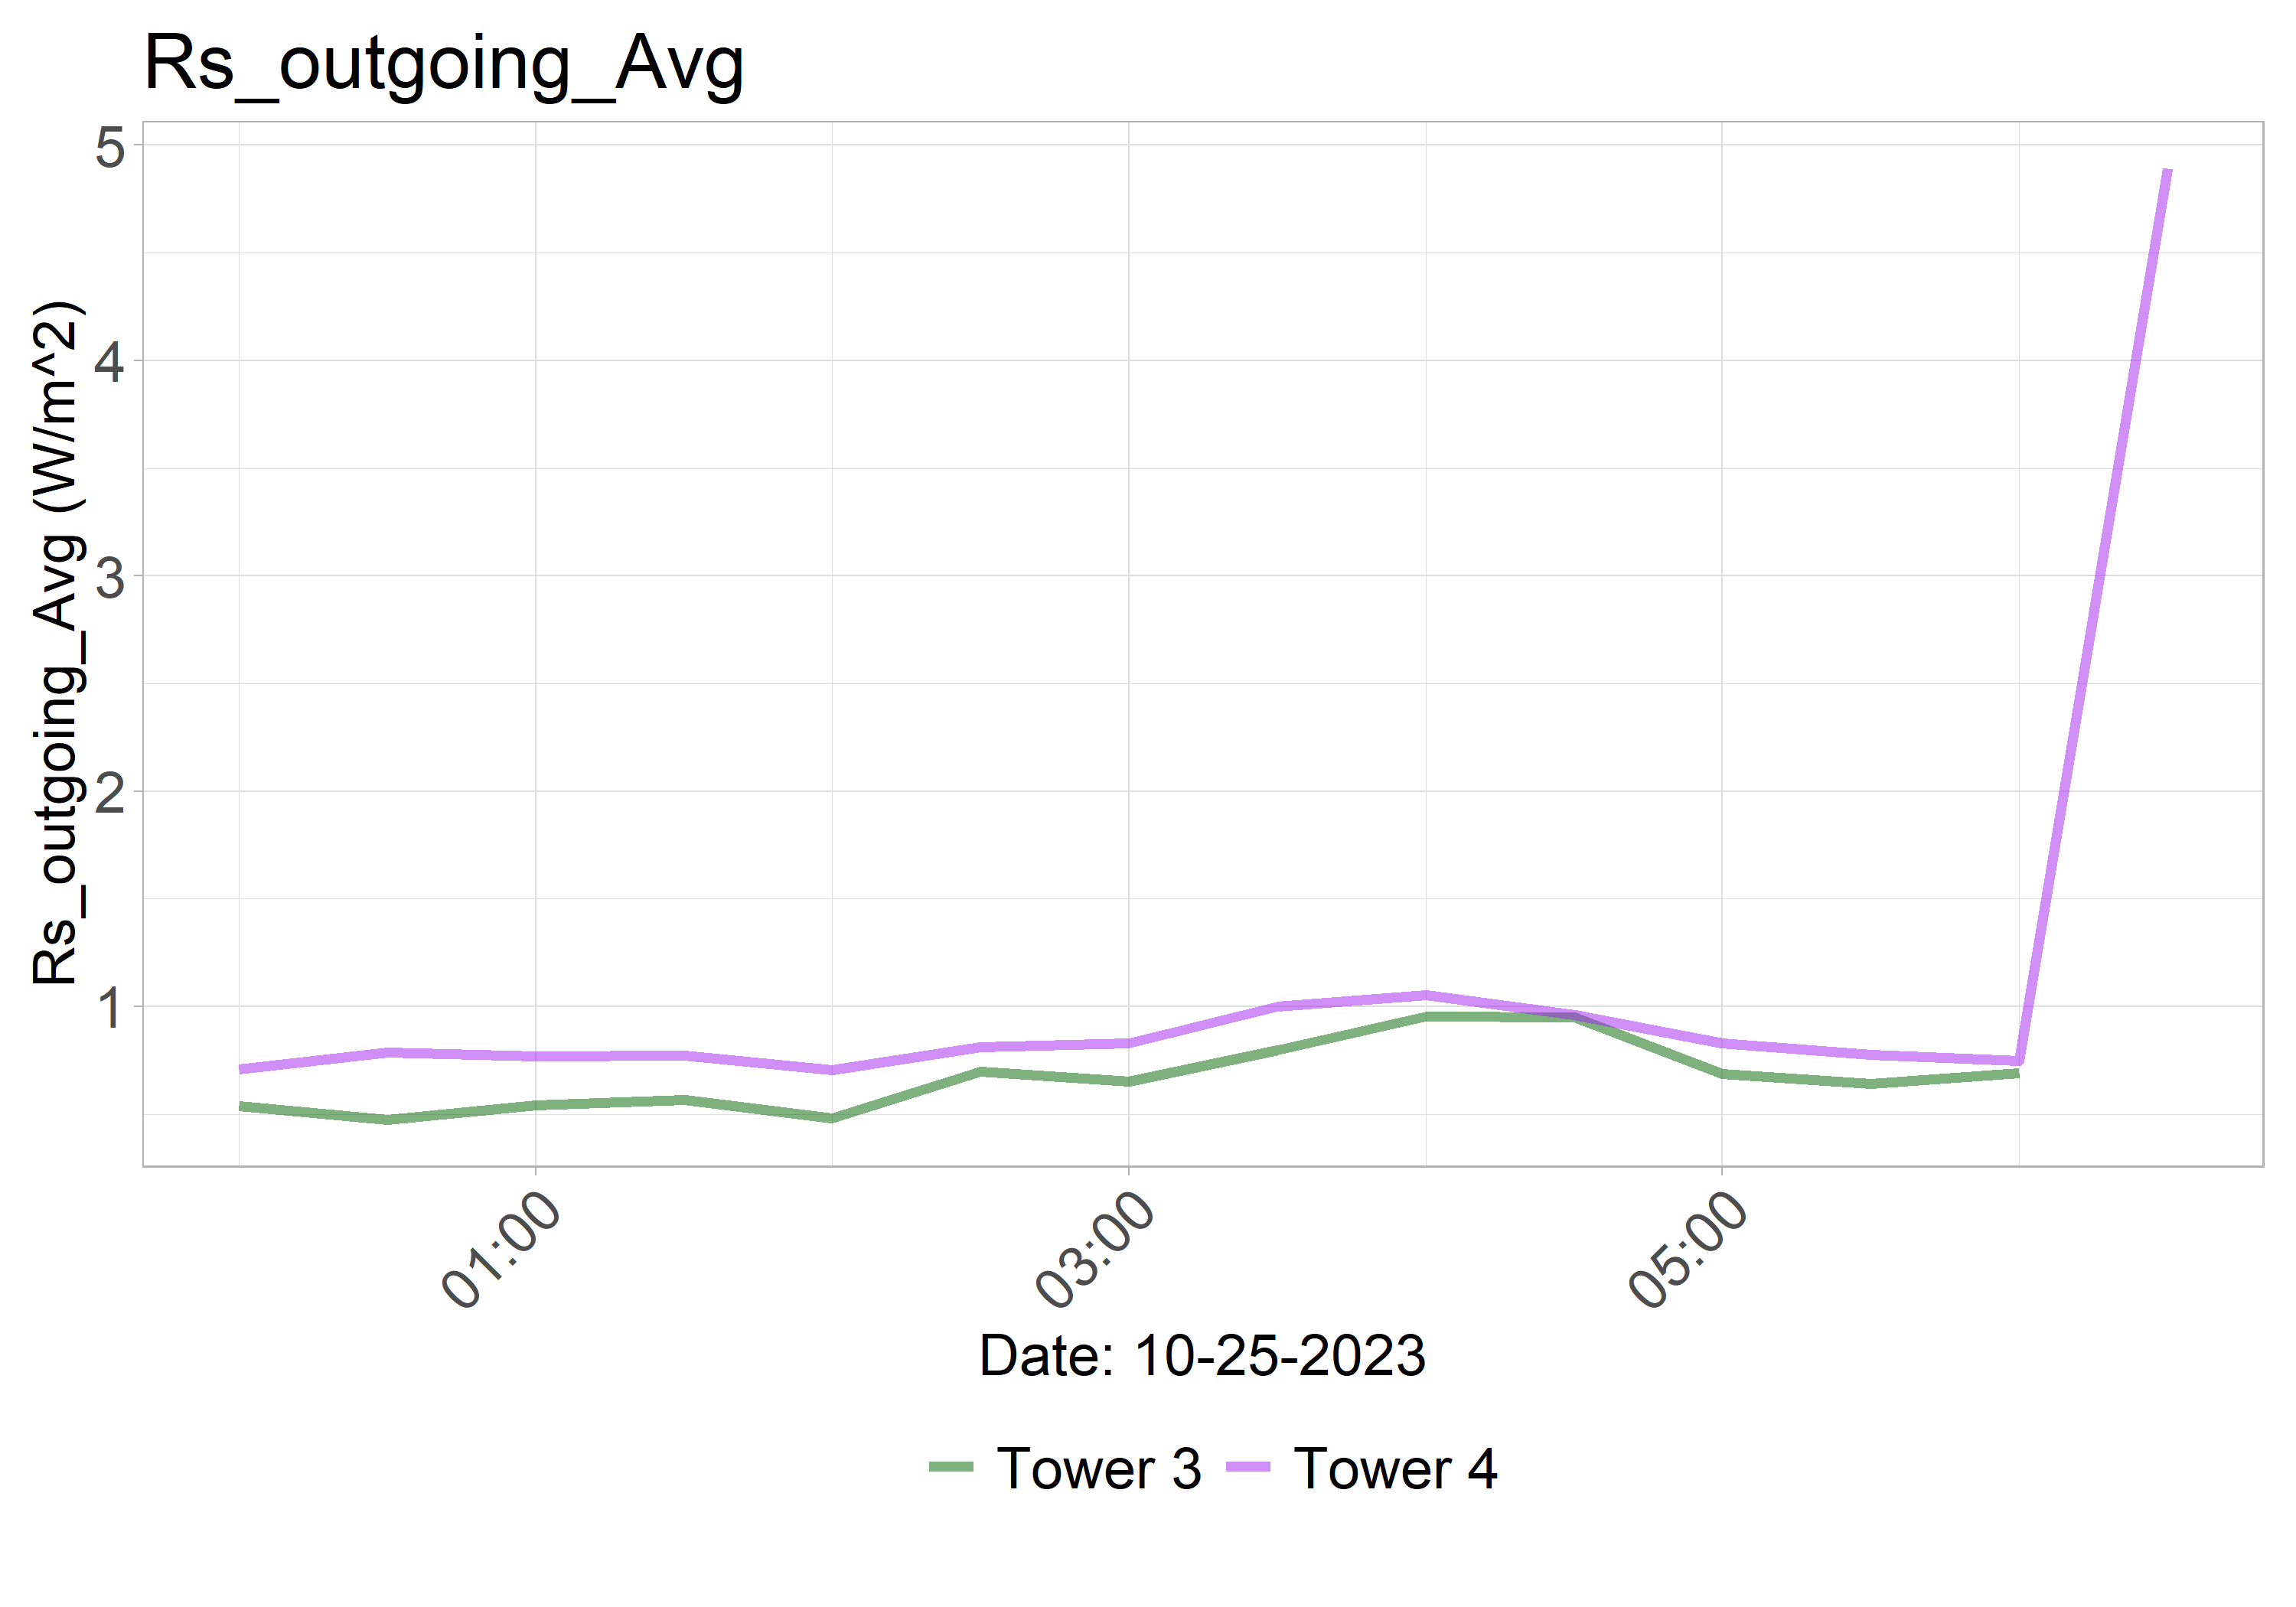 Rs_outgoing_Avg
Rs_outgoing_Avg (W/m^2)
5
4
3
2
1
01:00
03:00
05:00
Date: 10-25-2023
Tower 3
Tower 4